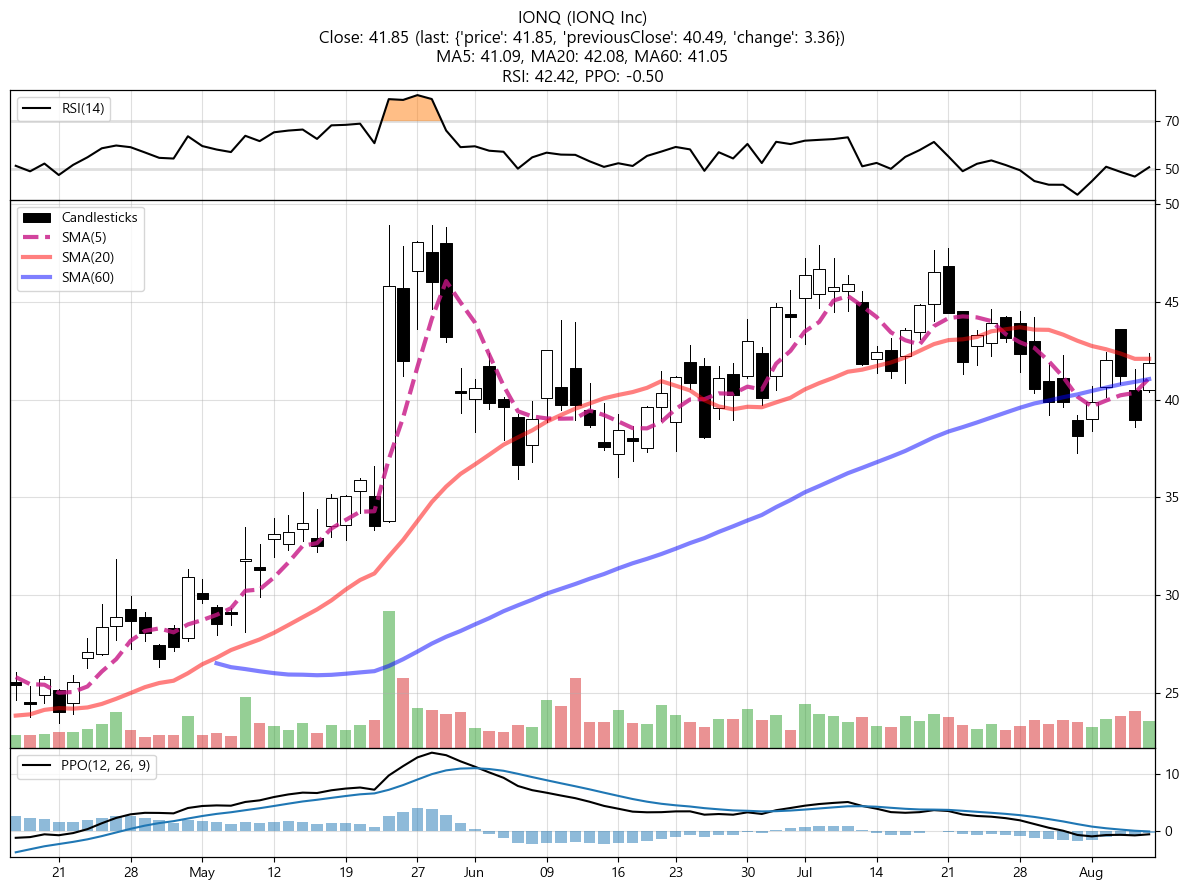 IONQ (IONQ Inc)
Close: 41.85 (last: {'price': 41.85, 'previousClose': 40.49, 'change': 3.36})
MA5: 41.09, MA20: 42.08, MA60: 41.05
RSI: 42.42, PPO: -0.50
RSI(14)
70
50
Candlesticks
SMA(5)
SMA(20)
SMA(60)
50
45
40
35
30
25
PPO(12, 26, 9)
10
0
21 28 May 12 19 27 Jun 09 16 23 30 Jul 14 21 28 Aug